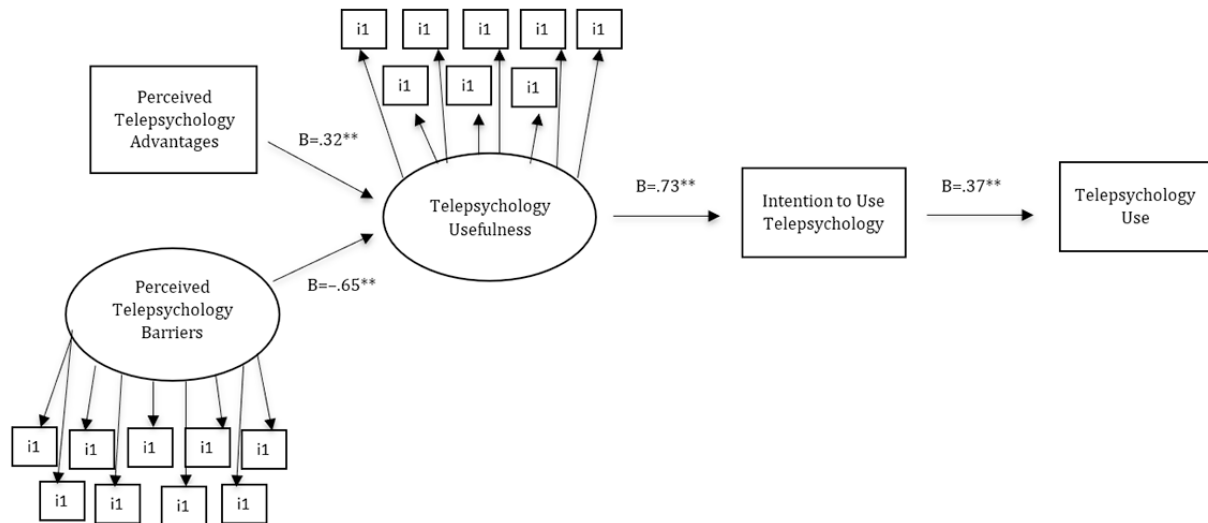 i1 i1 i1 i1 i1
i1 i1 i1
Perceived
Telepsychology
Advantages
B=.32**
Telepsychology
Usefulness
B=.73**
Intention to Use
Telepsychology
B=.37**
Telepsychology
Use
Perceived
Telepsychology
Barriers
B=–.65**
i1 i1 i1 i1 i1
i1 i1 i1 i1